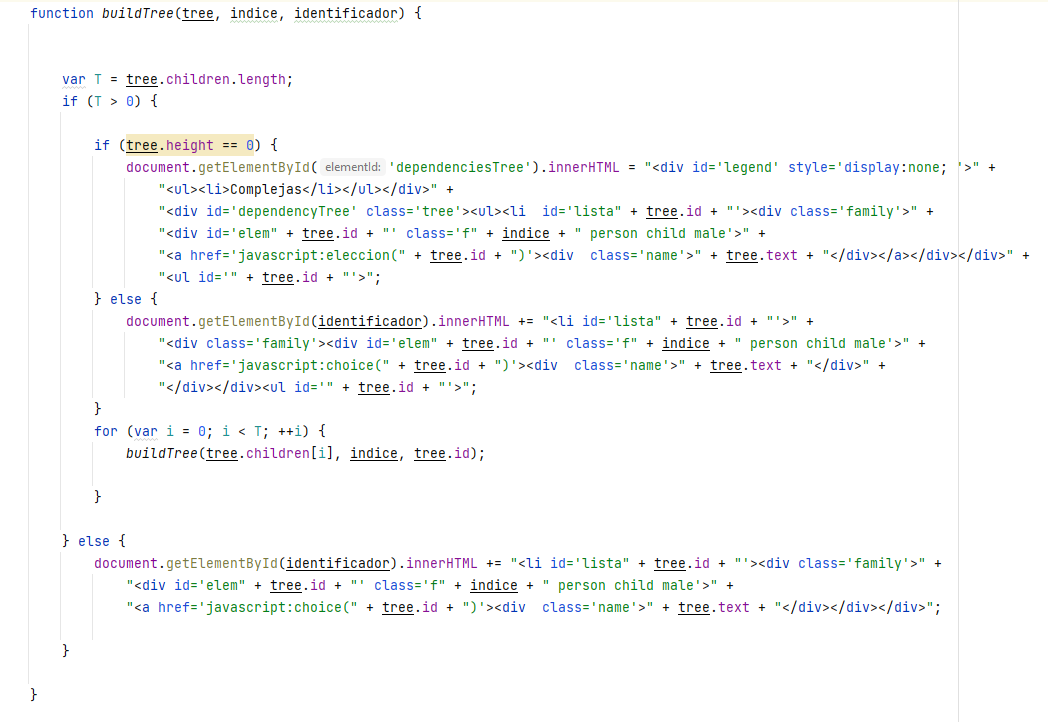 function buildTree(tree, indice, identificador) {
var T = tree.children.length;
if (T > 0) {
if (tree.height == 0) {
document.getElementById( elementId: 'dependenciesTree').innerHTML = "<div id='legend' style='display:none; '>" +
"<ul><li>Complejas</li></ul></div>" +
"<div id='dependencyTree' class='tree'><ul><li  id='lista" + tree.id + "'><div class='family'>" +
"<div id='elem" + tree.id + "' class='f" + indice + " person child male'>" +
"<a href='javascript:eleccion(" + tree.id + ")'><div  class='name'>" + tree.text + "</div></a></div></div>" +
"<ul id='" + tree.id + "'>";
} else {
document.getElementById(identificador).innerHTML += "<li id='lista" + tree.id + "'>" +
"<div class='family'><div id='elem" + tree.id + "' class='f" + indice + " person child male'>" +
"<a href='javascript:choice(" + tree.id + ")'><div  class='name'>" + tree.text + "</div>" +
"</div></div><ul id='" + tree.id + "'>";
}
for (var i = 0; i < T; ++i) {
buildTree(tree.children[i], indice, tree.id);
}
} else {
document.getElementById(identificador).innerHTML += "<li id='lista" + tree.id + "'><div class='family'>" +
"<div id='elem" + tree.id + "' class='f" + indice + " person child male'>" +
"<a href='javascript:choice(" + tree.id + ")'><div  class='name'>" + tree.text + "</div></div></div>";
}
}